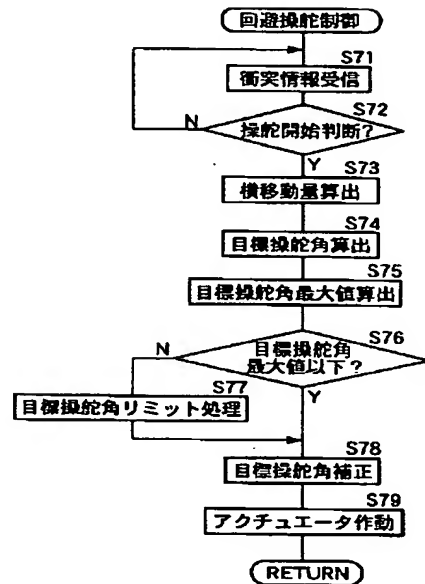 回避操舵制御
S71
衝突情報受信
S72
操舵開始判断?
N
Y
S73
横移動量算出
S74
目標操舵角算出
S75
目標操舵角最大値算出
S76
目標操舵角
最大値以下?
N
Y
S77
目標操舵角リミット処理
S78
目標操舵角補正
S79
アクチュエータ作動
RETURN